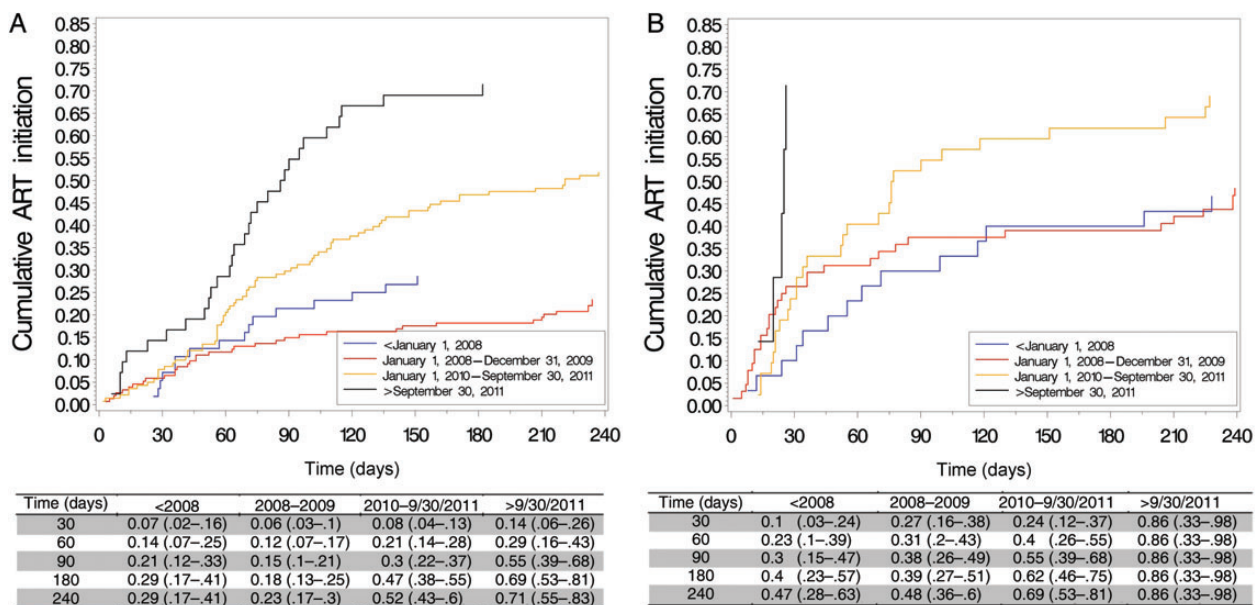 A
Cumulative ART initiation
0.85
0.80
0.75
0.70
0.65
0.60
0.55
0.50
0.45
0.40
0.35
0.30
0.25
0.20
0.15
0.10
0.05
0.00
<January 1, 2008
January 1, 2008–December 31, 2009
January 1, 2010–September 30, 2011
>September 30, 2011
0 30 60 90 120 150 180 210 240
Time (days)
Time (days) <2008 2008–2009 2010–9/30/2011 >9/30/2011
30 0.07 (.02–.16) 0.06 (.03–.1) 0.08 (.04–.13) 0.14 (.06–.26)
60 0.14 (.07–.25) 0.12 (.07–.17) 0.21 (.14–.28) 0.29 (.16–.43)
90 0.21 (.12–.33) 0.15 (.1–.21) 0.3 (.22–.37) 0.55 (.39–.68)
180 0.29 (.17–.41) 0.18 (.13–.25) 0.47 (.38–.55) 0.69 (.53–.81)
240 0.29 (.17–.41) 0.23 (.17–.3) 0.52 (.43–.6) 0.71 (.55–.83)
B
Cumulative ART initiation
0.85
0.80
0.75
0.70
0.65
0.60
0.55
0.50
0.45
0.40
0.35
0.30
0.25
0.20
0.15
0.10
0.05
0.00
<January 1, 2008
January 1, 2008–December 31, 2009
January 1, 2010–September 30, 2011
>September 30, 2011
0 30 60 90 120 150 180 210 240
Time (days)
Time (days) <2008 2008–2009 2010–9/30/2011 >9/30/2011
30 0.1 (.03–.24) 0.27 (.16–.38) 0.24 (.12–.37) 0.86 (.33–.98)
60 0.23 (.1–.39) 0.31 (.2–.43) 0.4 (.26–.55) 0.86 (.33–.98)
90 0.3 (.15–.47) 0.38 (.26–.49) 0.55 (.39–.68) 0.86 (.33–.98)
180 0.4 (.23–.57) 0.39 (.27–.51) 0.62 (.46–.75) 0.86 (.33–.98)
240 0.47 (.28–.63) 0.48 (.36–.6) 0.69 (.53–.81) 0.86 (.33–.98)